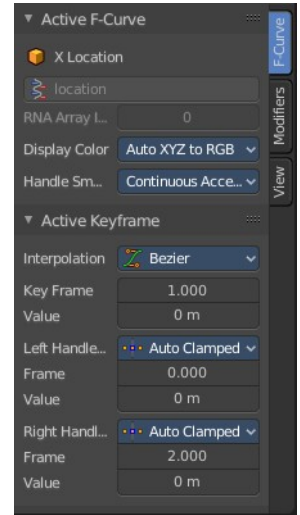 Active F-Curve
X Location
location
RNA Array I... 0
Display Color Auto XYZ to RGB
Handle Sm... Continuous Acce...
Active Keyframe
Interpolation Bezier
Key Frame 1.000
Value 0 m
Left Handle... Auto Clamped
Frame 0.000
Value 0 m
Right Handl... Auto Clamped
Frame 2.000
Value 0 m
F-Curve
Modifiers
View